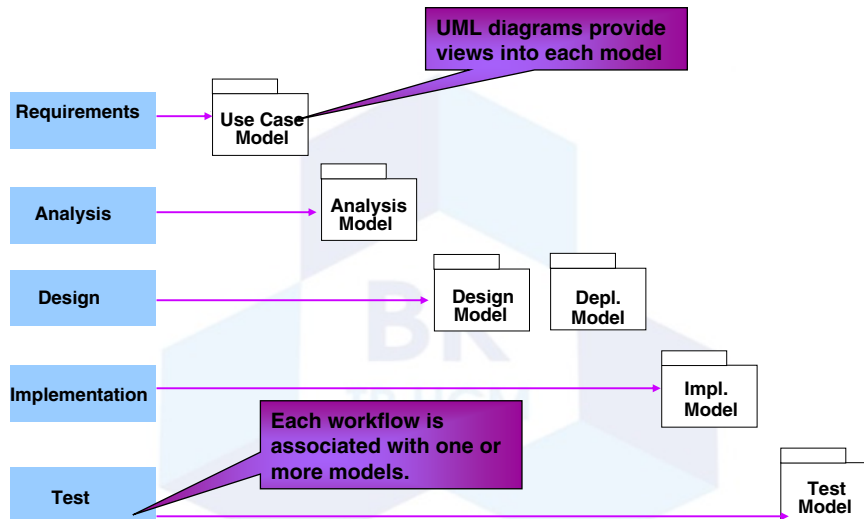 UML diagrams provide
views into each model
Requirements
Use Case
Model
Analysis
Analysis
Model
Design
Design
Model
Depl.
Model
BK
Implementation
Impl.
Model
Each workflow is
associated with one or
more models.
Test
Test
Model